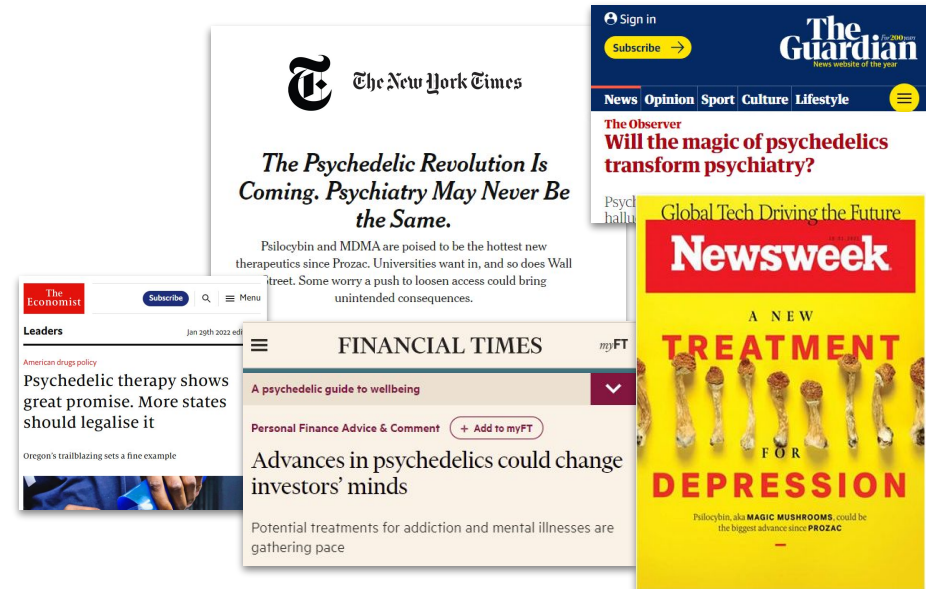 The New York Times
The Psychedelic Revolution Is
Coming. Psychiatry May Never Be
the Same.
Psilocybin and MDMA are poised to be the hottest new
therapeutics since Prozac. Universities want in, and so does Wall
Street. Some worry a push to loosen access could bring
unintended consequences.
Sign in
Subscribe →
The
Guardian
For 200 years
News website of the year
News Opinion Sport Culture Lifestyle
The Observer
Will the magic of psychedelics
transform psychiatry?
The
Economist
Subscribe
Menu
Leaders
Jan 29th 2022
American drugs policy
Psychedelic therapy shows
great promise. More states
should legalise it
Oregon's trailblazing sets a fine example
FINANCIAL TIMES
myFT
A psychedelic guide to wellbeing
Personal Finance Advice & Comment
+ Add to myFT
Advances in psychedelics could change
investors' minds
Potential treatments for addiction and mental illnesses are
gathering pace
Global Tech Driving the Future
Newsweek
A NEW
TREATMENT
FOR
DEPRESSION
Psilocybin, aka MAGIC MUSHROOMS, could be
the biggest advance since PROZAC